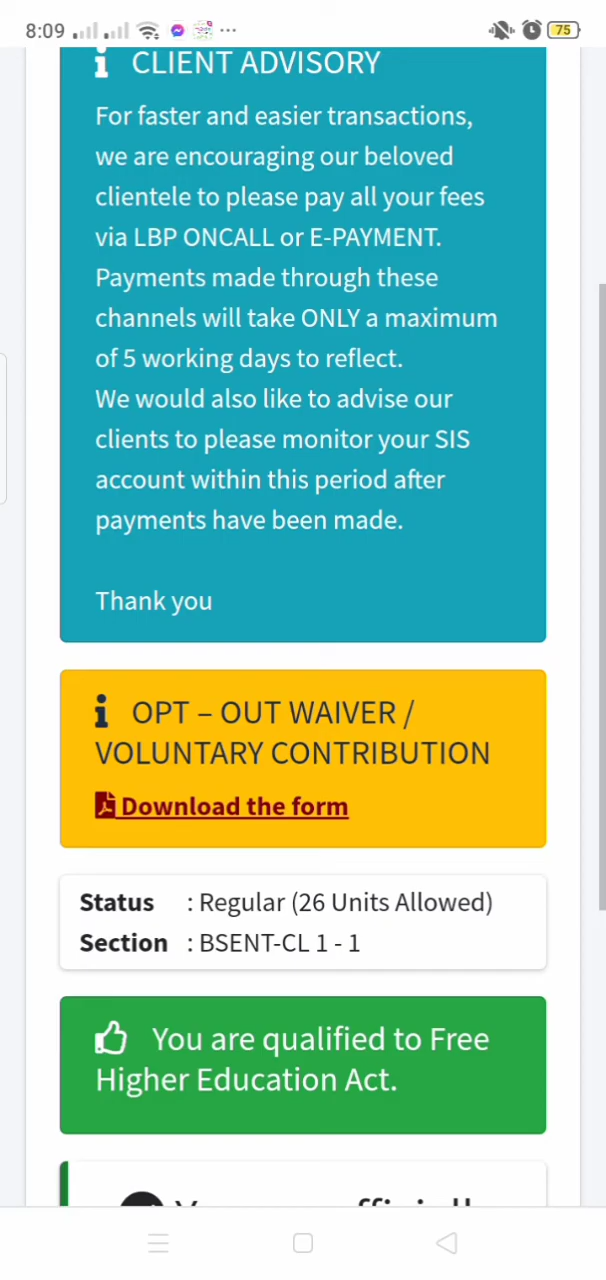 8:09
75
CLIENT ADVISORY
For faster and easier transactions,
we are encouraging our beloved
clientele to please pay all your fees
via LBP ONCALL or E-PAYMENT.
Payments made through these
channels will take ONLY a maximum
of 5 working days to reflect.
We would also like to advise our
clients to please monitor your SIS
account within this period after
payments have been made.
Thank you
OPT – OUT WAIVER /
VOLUNTARY CONTRIBUTION
Download the form
Status : Regular (26 Units Allowed)
Section : BSENT-CL 1 - 1
You are qualified to Free
Higher Education Act.